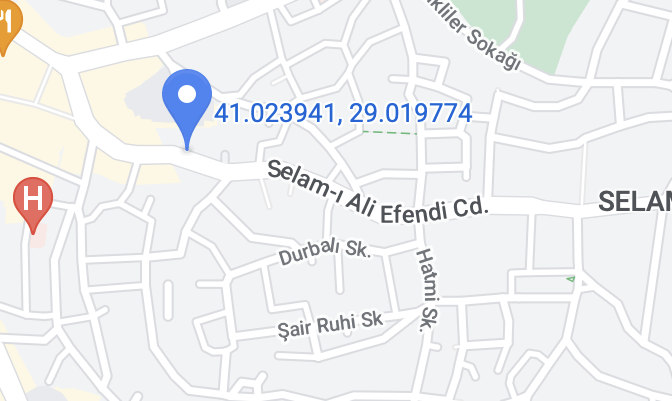 kliler Sokağı
41.023941, 29.019774
H
Selam-ı Ali Efendi Cd.
SELAM
Durbalı Sk.
Hatmi Sk.
Şair Ruhi Sk